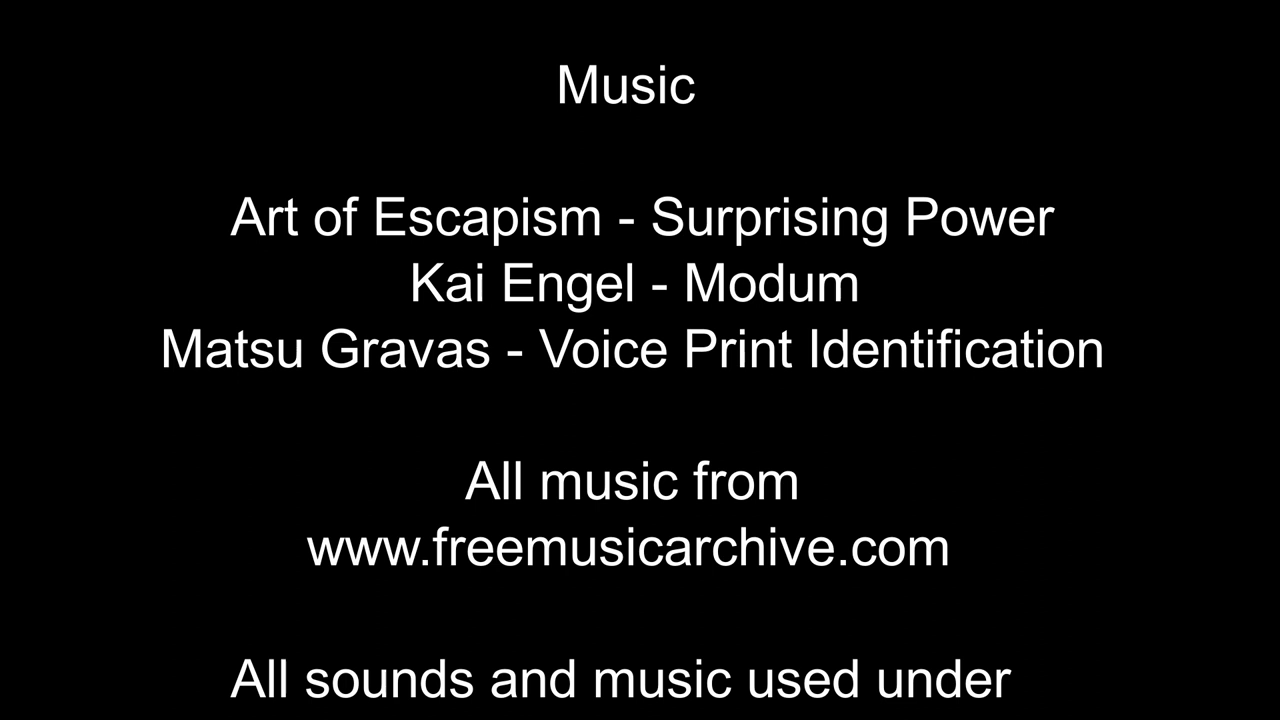 Music
Art of Escapism - Surprising Power
Kai Engel - Modum
Matsu Gravas - Voice Print Identification
All music from
www.freemusicarchive.com
All sounds and music used under